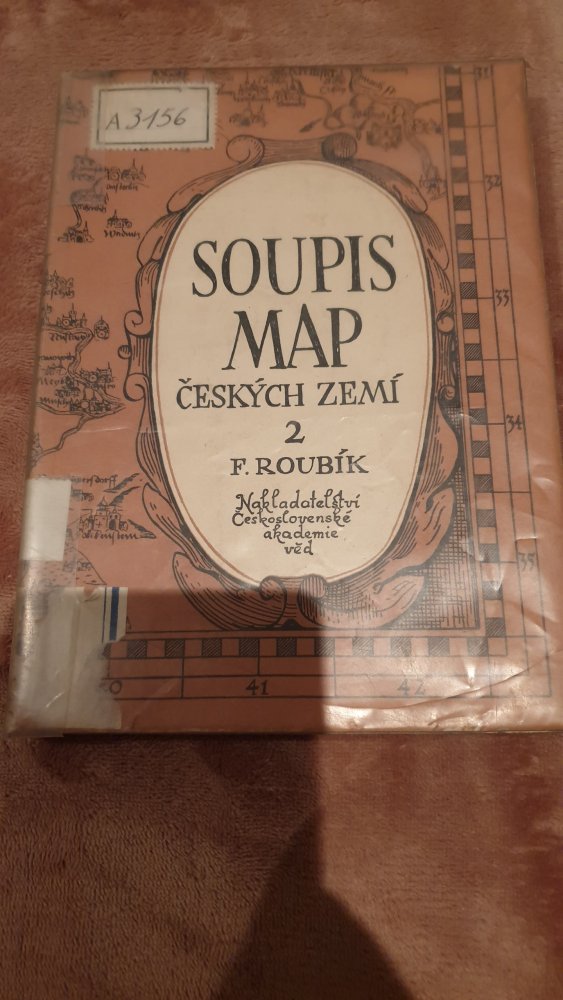 A 3156
SOUPIS
MAP
ČESKÝCH ZEMÍ
2
F. ROUBÍK
Nakladatelství
Československé
akademie
věd
31
32
33
34
35
41
42